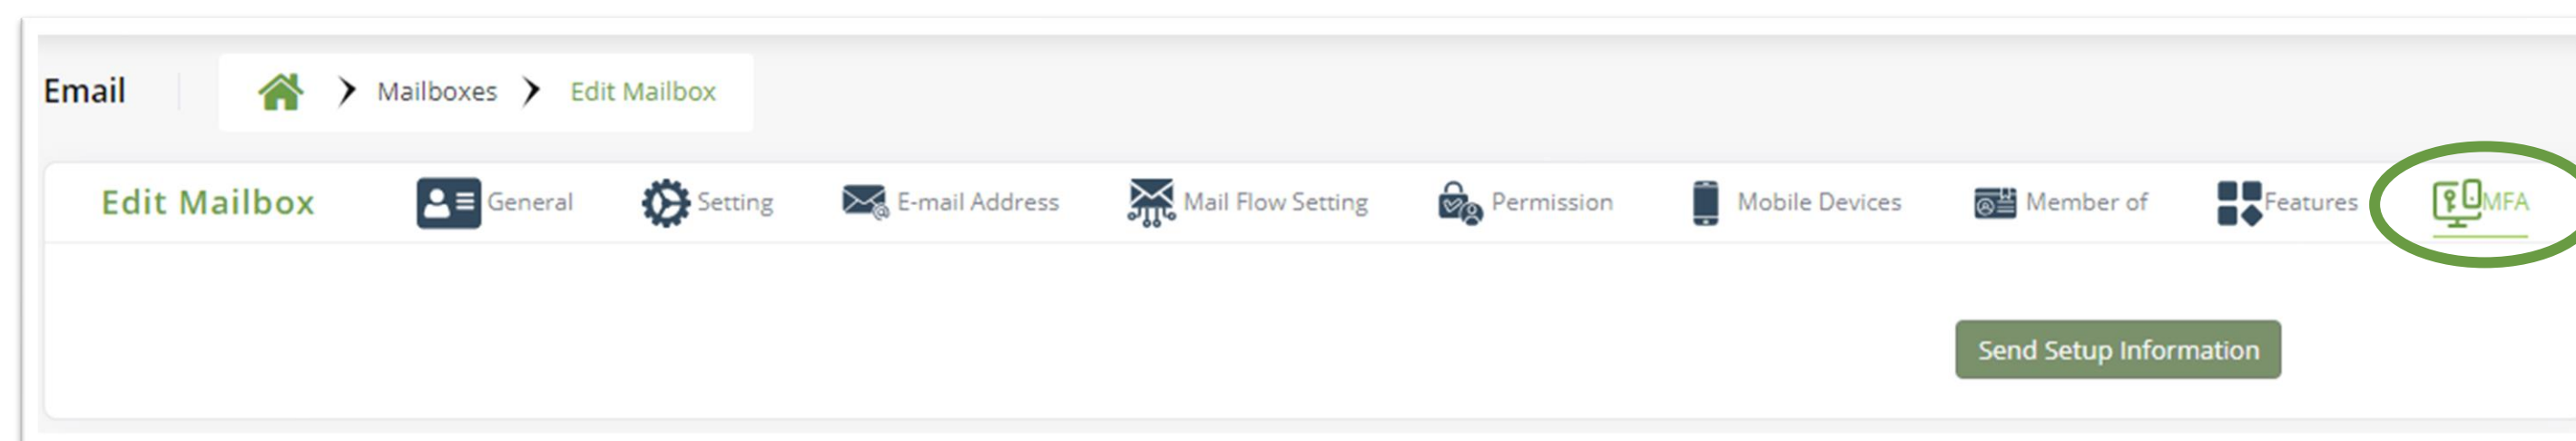 Email Mailboxes Edit Mailbox
Edit Mailbox General Setting E-mail Address Mail Flow Setting Permission Mobile Devices Member of Features MFA
Send Setup Information